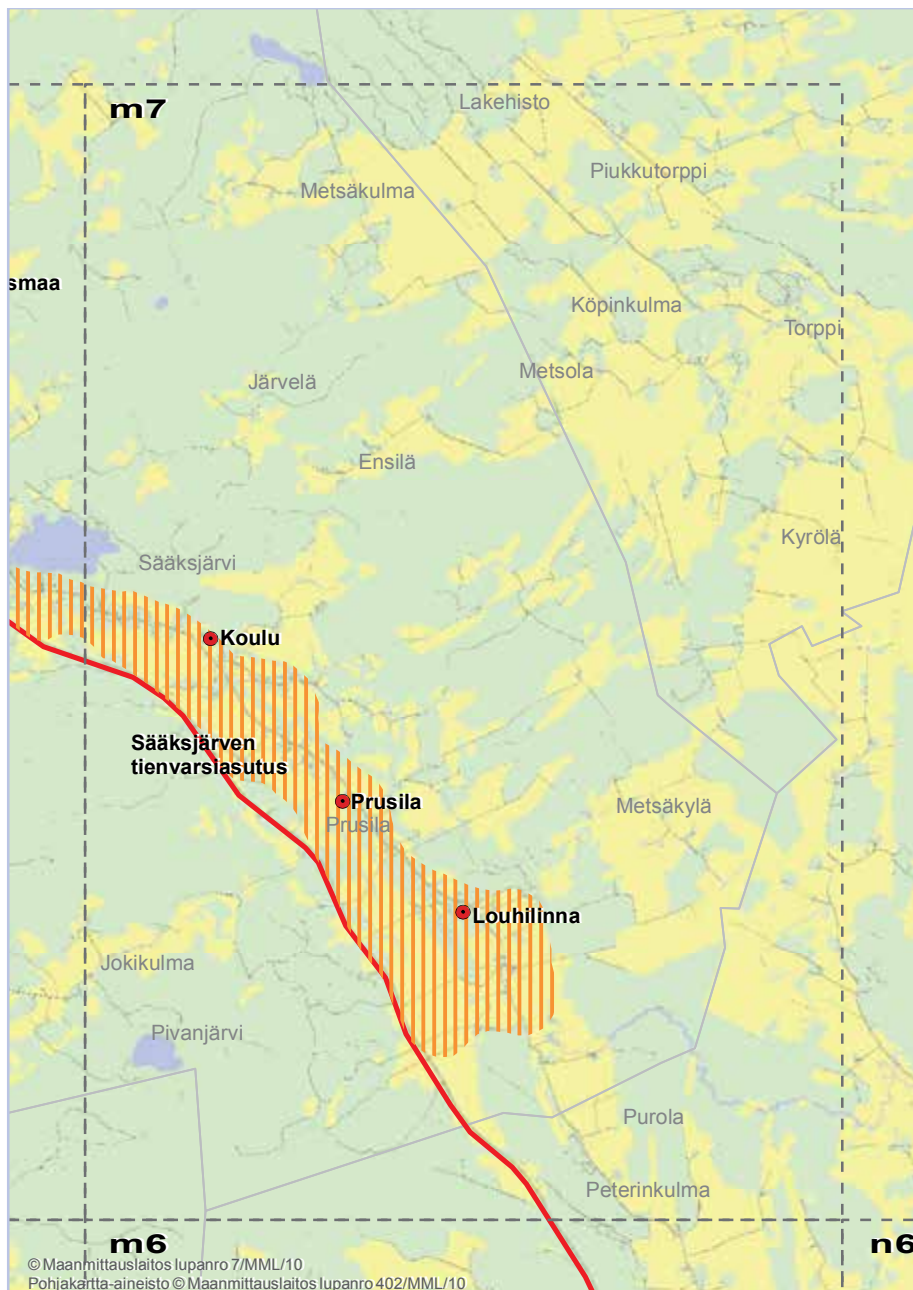 m7
Lakehisto
Piukkutorppi
Metsäkulma
smaa
Köpinkulma
Torppi
Metsola
Järvelä
Ensilä
Kyrölä
Sääksjärvi
Koulu
Sääksjärven
tienvarsiasutus
Prusila
Prusila
Metsäkylä
Louhilinna
Jokikulma
Pivanjärvi
Purola
Peterinkulma
m6
n6
© Maanmittauslaitos lupanro 7/MML/10
Pohjakartta-aineisto © Maanmittauslaitos lupanro 402/MML/10